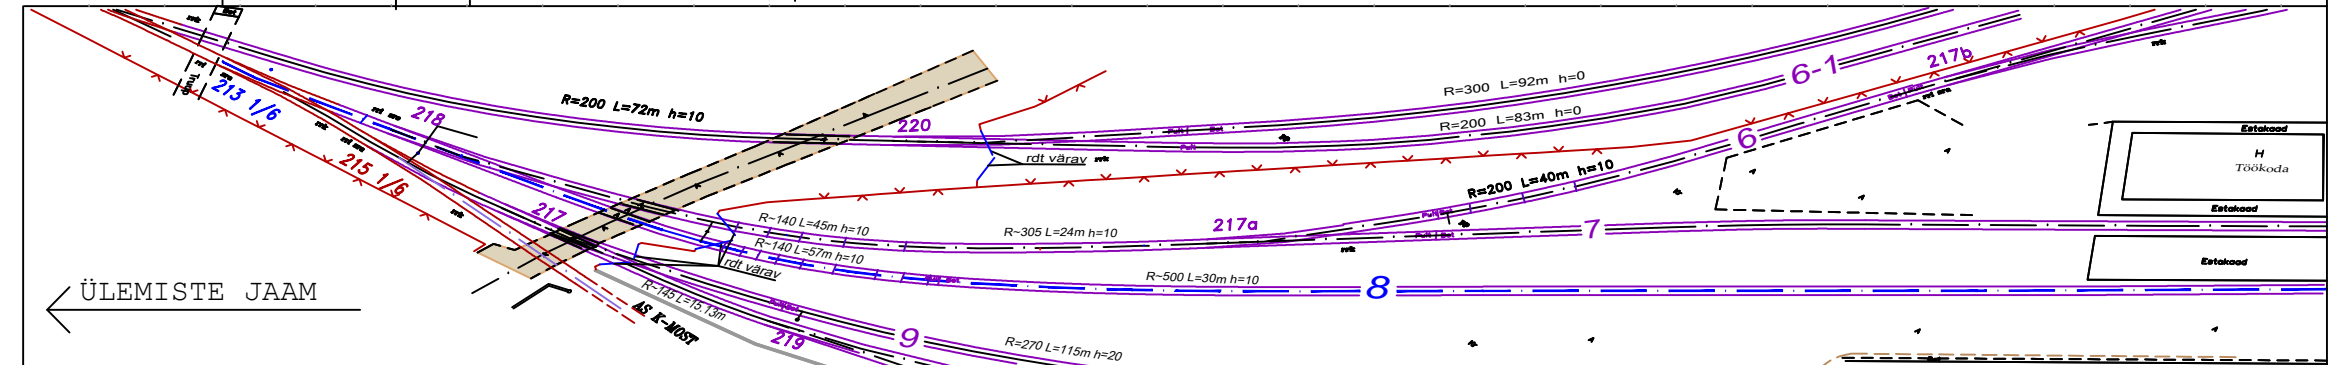 Truup
213 1/6
218
215 1/6
217
R=200 L=72m h=10
220
rdt värav
R=300 L=92m h=0
R=200 L=83m h=0
6-1
217b
6
R=200 L=40m h=10
217a
R~140 L=45m h=10
R~305 L=24m h=10
7
R~140 L=57m h=10
rdt värav
R~500 L=30m h=10
8
R~145 L=15.13m
AS K-MOST
219
9
R=270 L=115m h=20
ÜLEMISTE JAAM
Estakaad
H
Töökoda
Estakaad
Estakaad